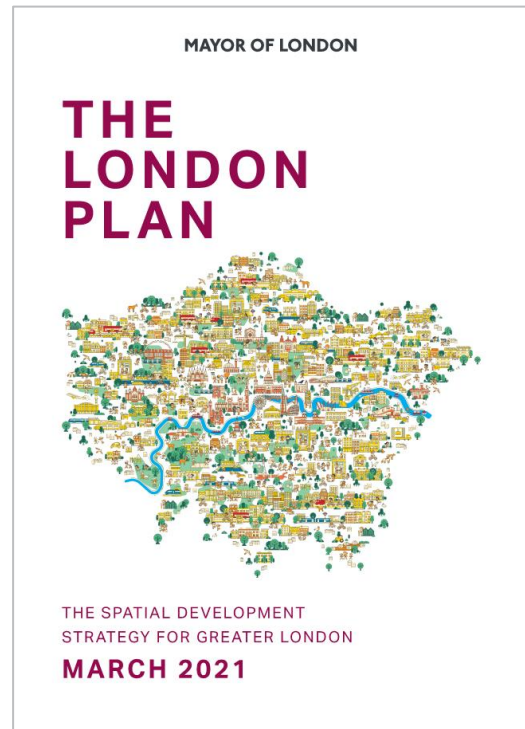 MAYOR OF LONDON
THE
LONDON
PLAN
THE SPATIAL DEVELOPMENT
STRATEGY FOR GREATER LONDON
MARCH 2021